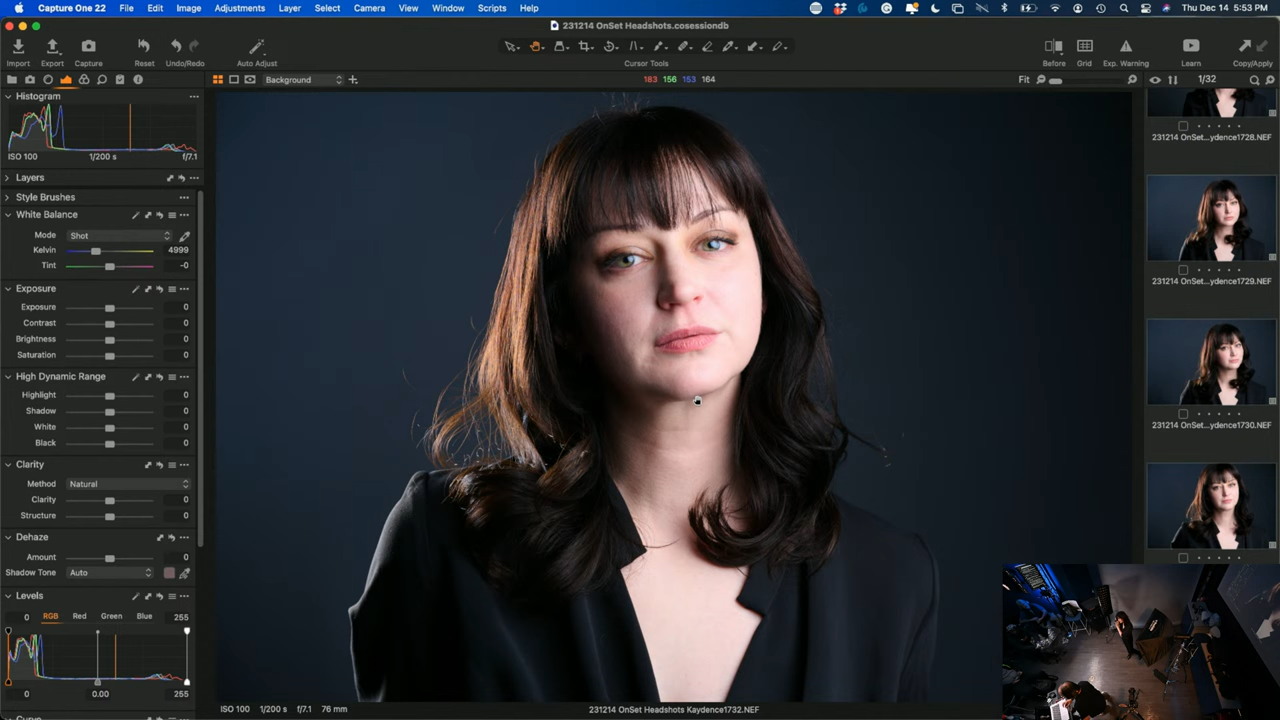 Capture One 22 File Edit Image Adjustments Layer Select Camera View Window Scripts Help Thu Dec 14 5:53 PM
231214 OnSet Headshots.cosessiondb
Import Export Capture Reset Undo/Redo Auto Adjust Cursor Tools Before Grid Exp. Warning Learn Copy/Apply
Background 183 156 153 164 Fit 1/32
Histogram
ISO 100 1/200 s f/7.1
Layers
Style Brushes
White Balance
Mode Shot
Kelvin 4999
Tint -0
Exposure
Exposure 0
Contrast 0
Brightness 0
Saturation 0
High Dynamic Range
Highlight 0
Shadow 0
White 0
Black 0
Clarity
Method Natural
Clarity 0
Structure 0
Dehaze
Amount 0
Shadow Tone Auto
Levels
0 RGB Red Green Blue 255
0 0.00 255
Curve
231214 OnSet...ydence1728.NEF
231214 OnSet...ydence1729.NEF
231214 OnSet...ydence1730.NEF
ISO 100 1/200 s f/7.1 76 mm 231214 OnSet Headshots Kaydence1732.NEF